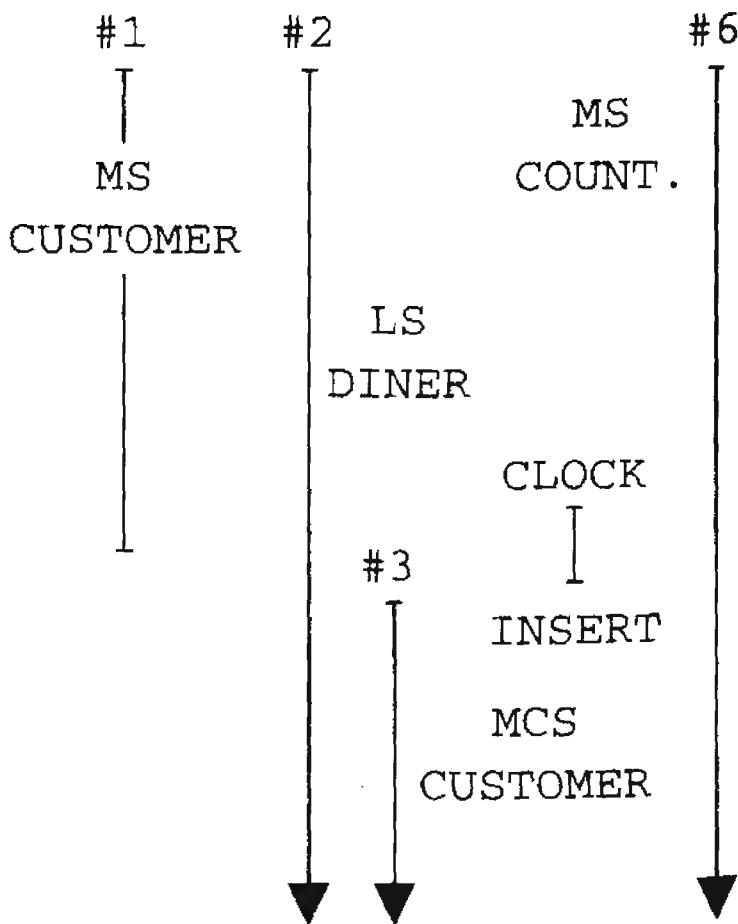 #1 #2 #6
MS
COUNT.
MS
CUSTOMER
LS
DINER
CLOCK
#3
INSERT
MCS
CUSTOMER